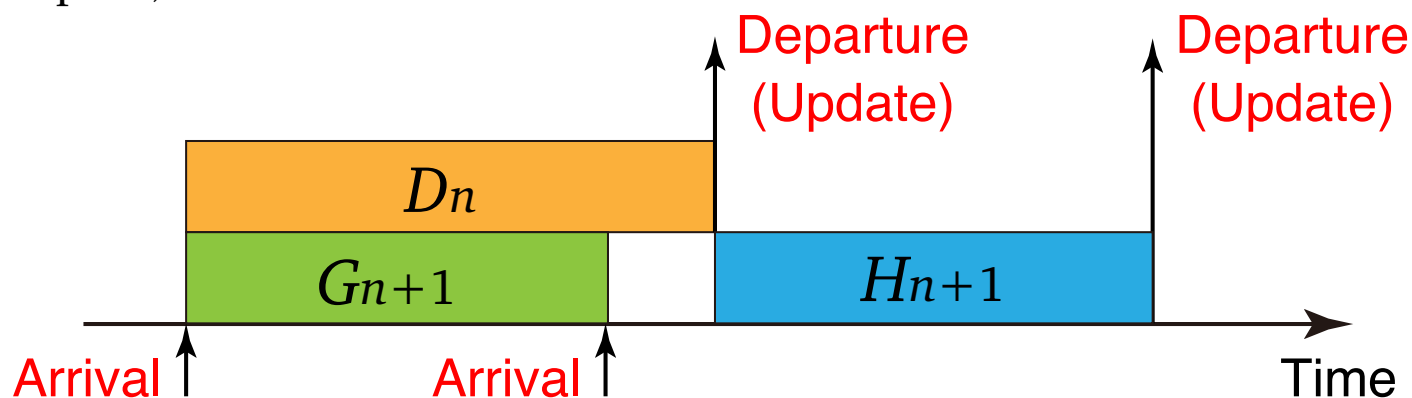 Departure Departure
(Update) (Update)
Dn
Gn+1 Hn+1
Arrival Arrival Time